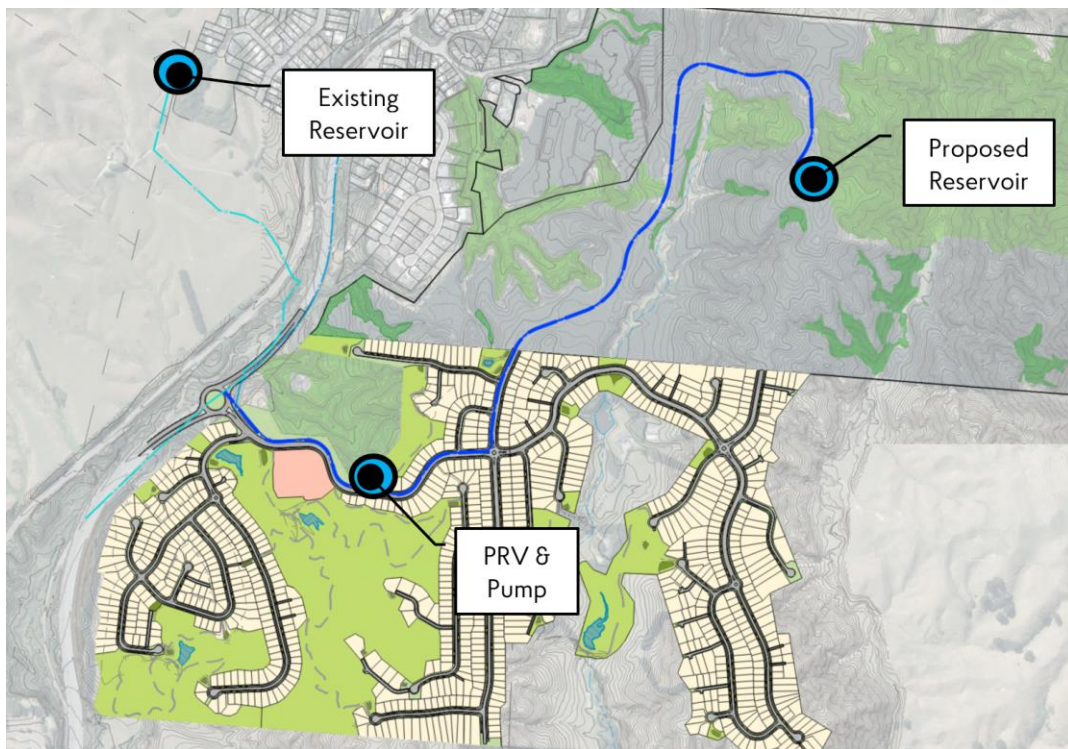 Existing
Reservoir
Proposed
Reservoir
PRV &
Pump